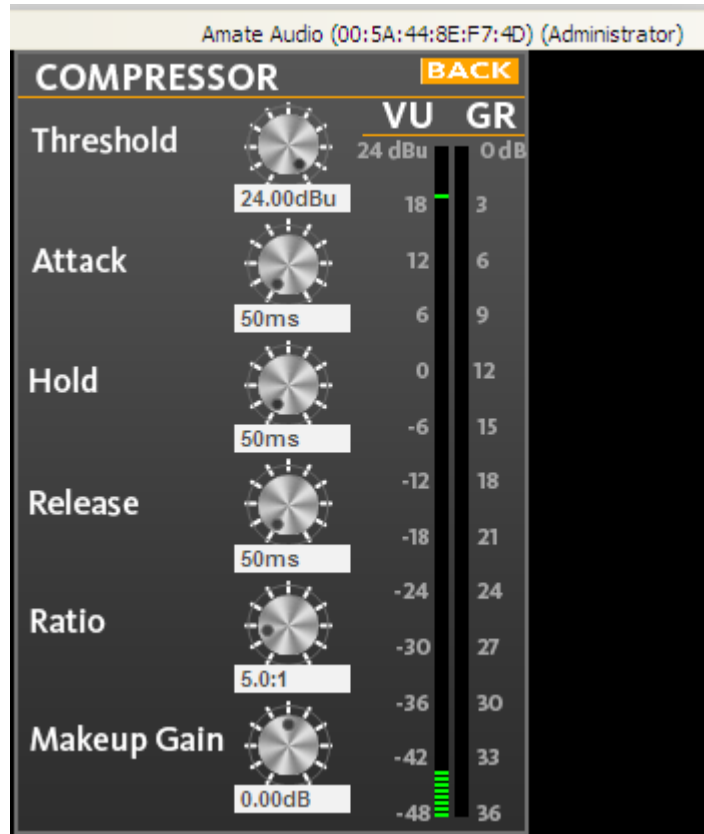 Amate Audio (00:5A:44:8E:F7:4D) (Administrator)
COMPRESSOR BACK
VU GR
Threshold 24 dBu 0 dB
24.00dBu 18 3
Attack 12 6
50ms 6 9
Hold 0 12
50ms -6 15
-12 18
Release -18 21
50ms
-24 24
Ratio -30 27
5.0:1
-36 30
Makeup Gain -42 33
0.00dB -48 36